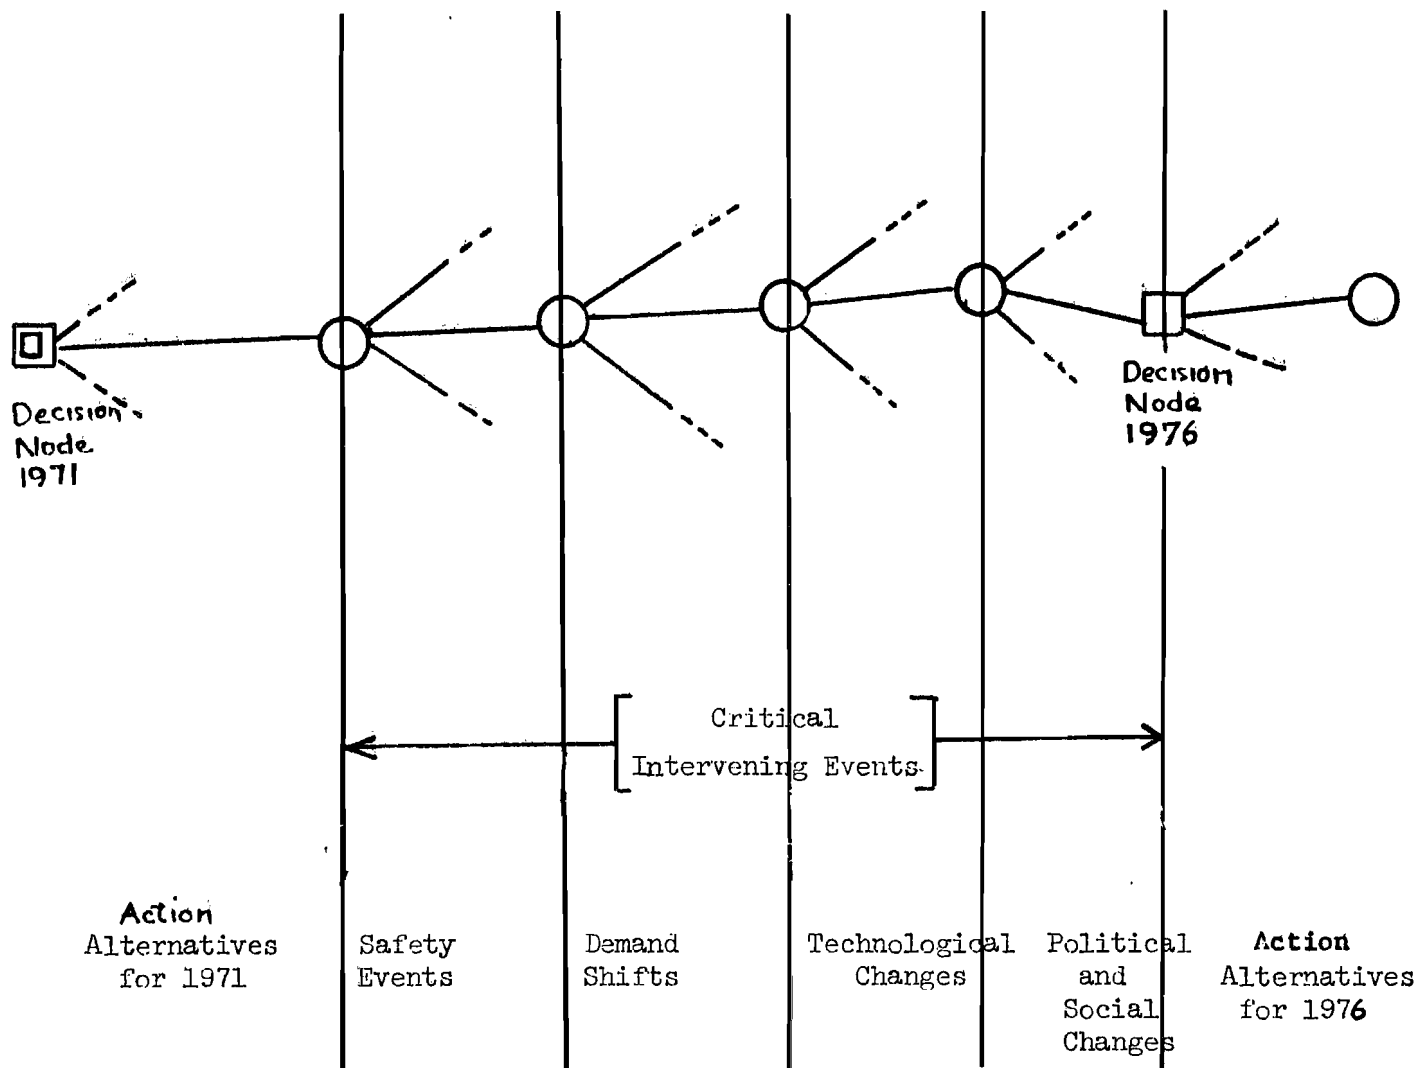 Decision
Node
1971
Decision
Node
1976
Critical
Intervening Events
Action
Alternatives
for 1971
Safety
Events
Demand
Shifts
Technological
Changes
Political
and
Social
Changes
Action
Alternatives
for 1976